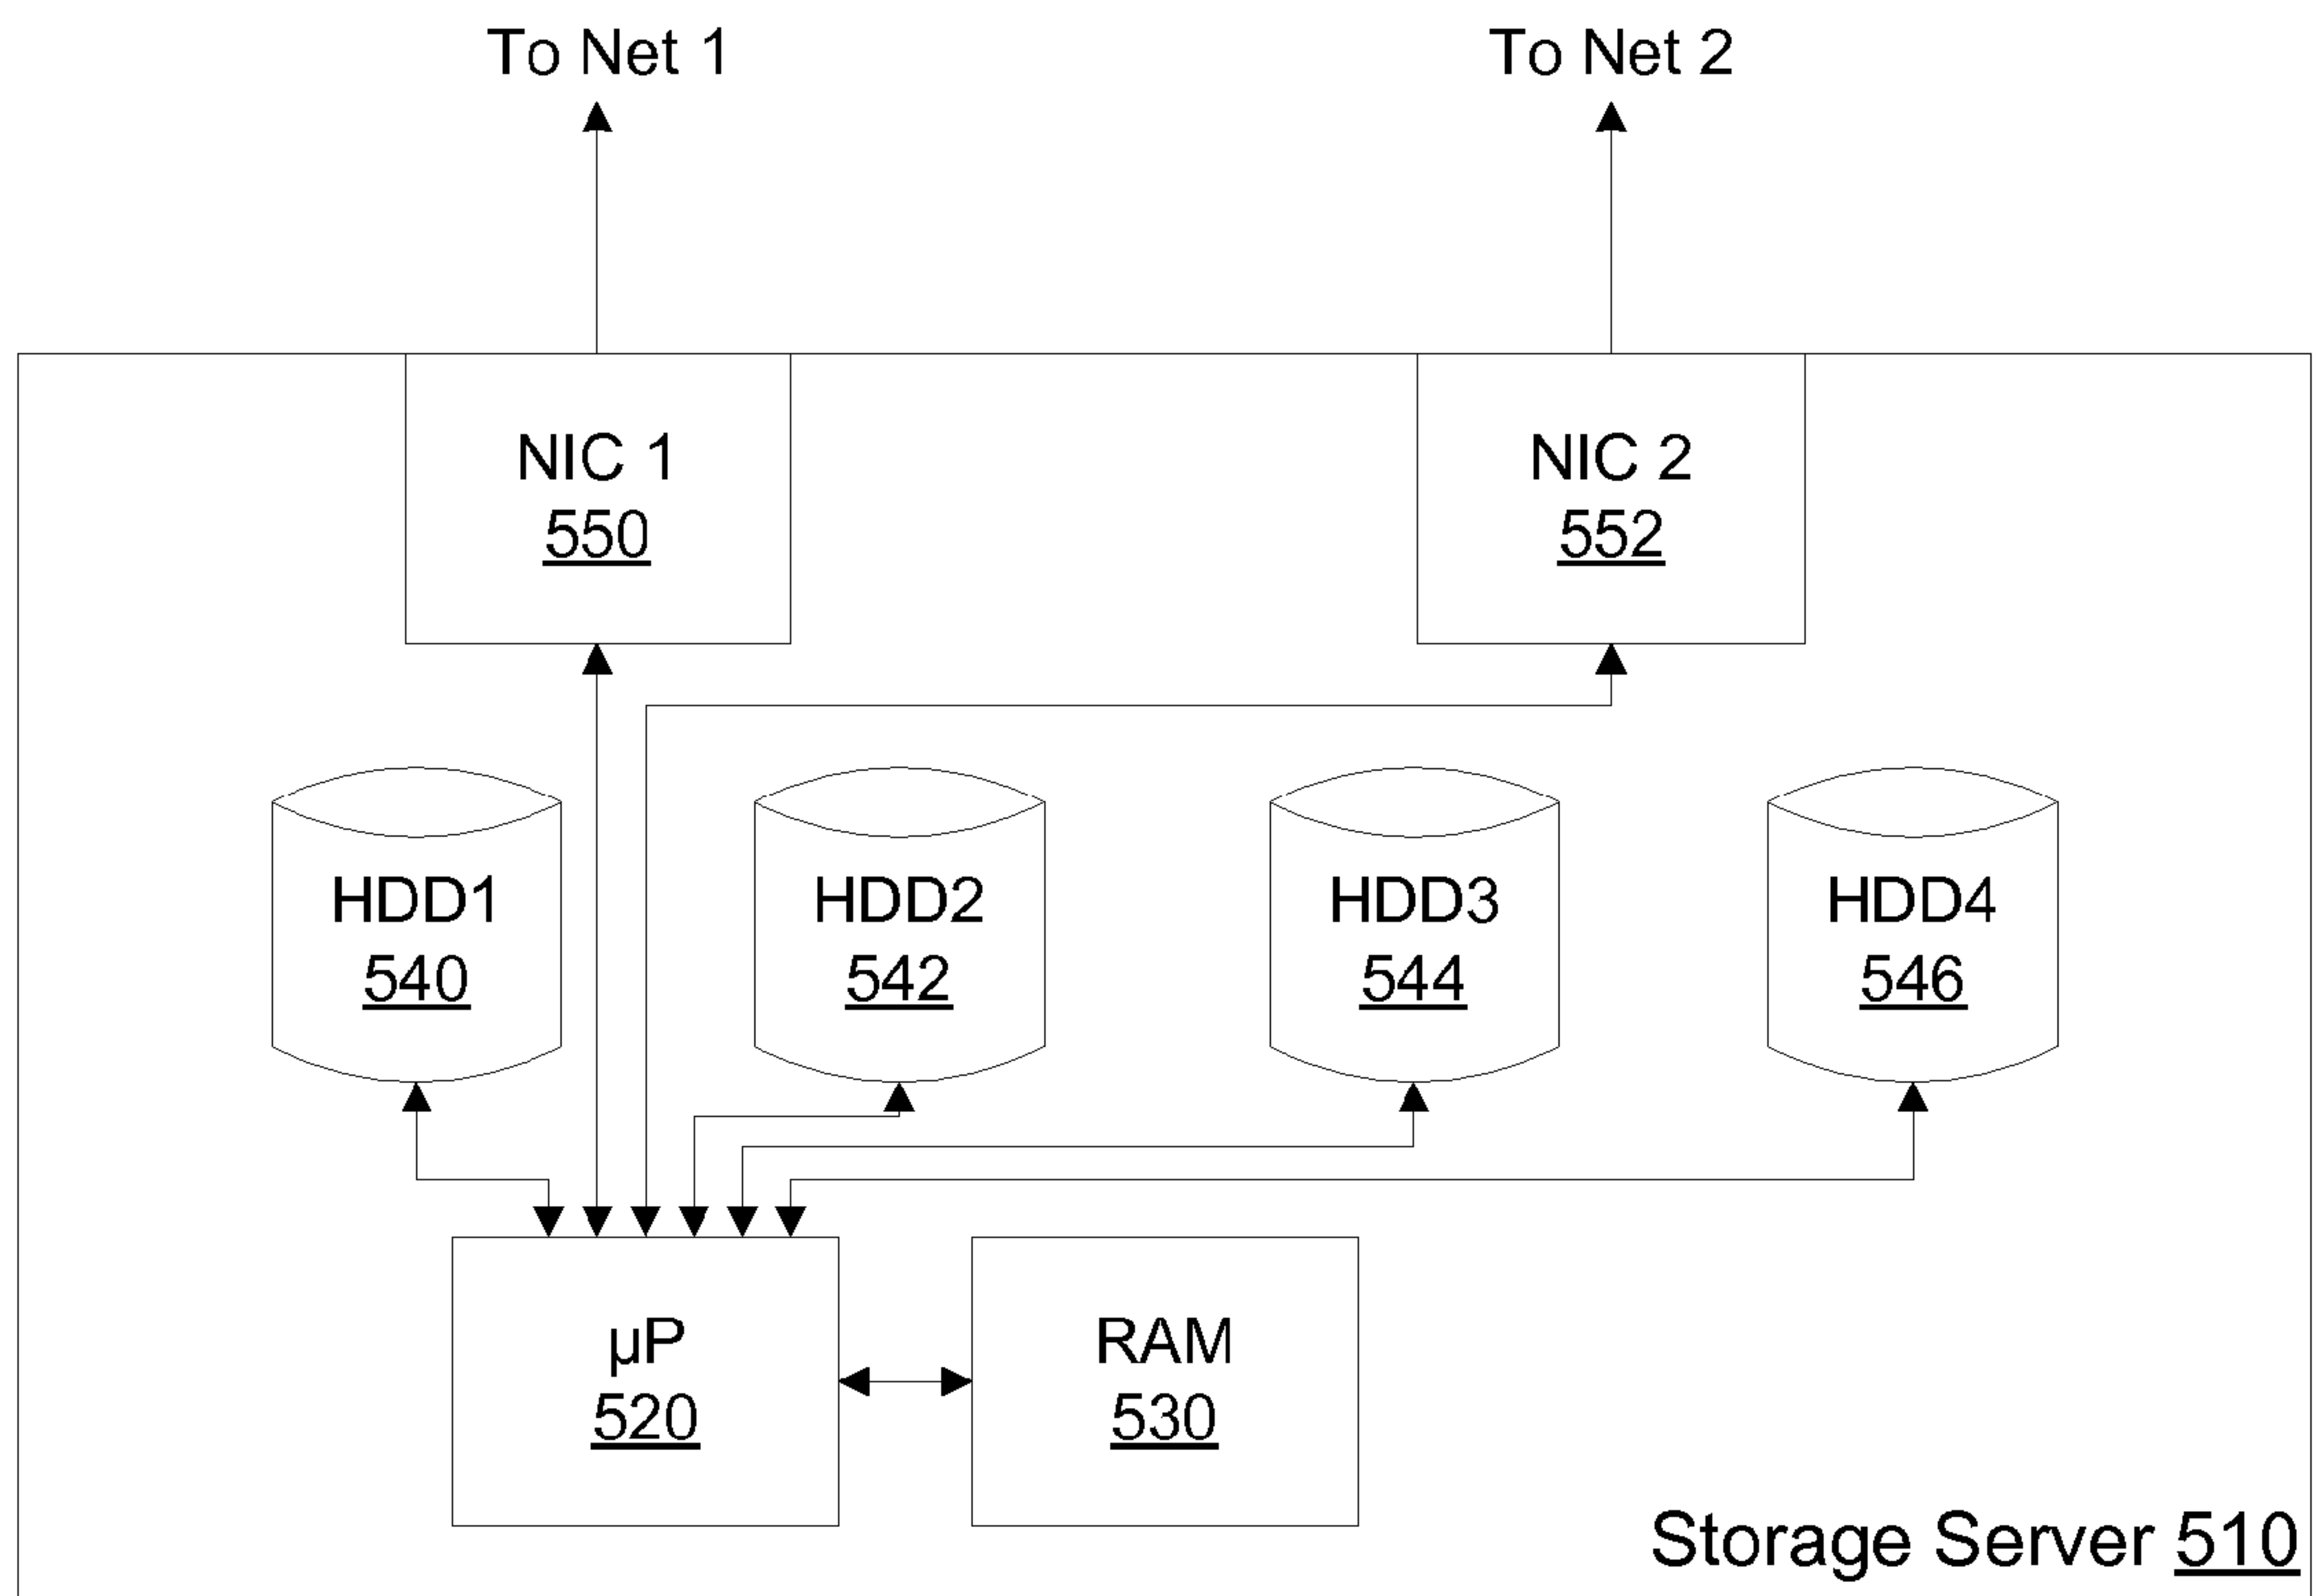 To Net 1
To Net 2
NIC 1
550
NIC 2
552
HDD1
540
HDD2
542
HDD3
544
HDD4
546
µP
520
RAM
530
Storage Server 510